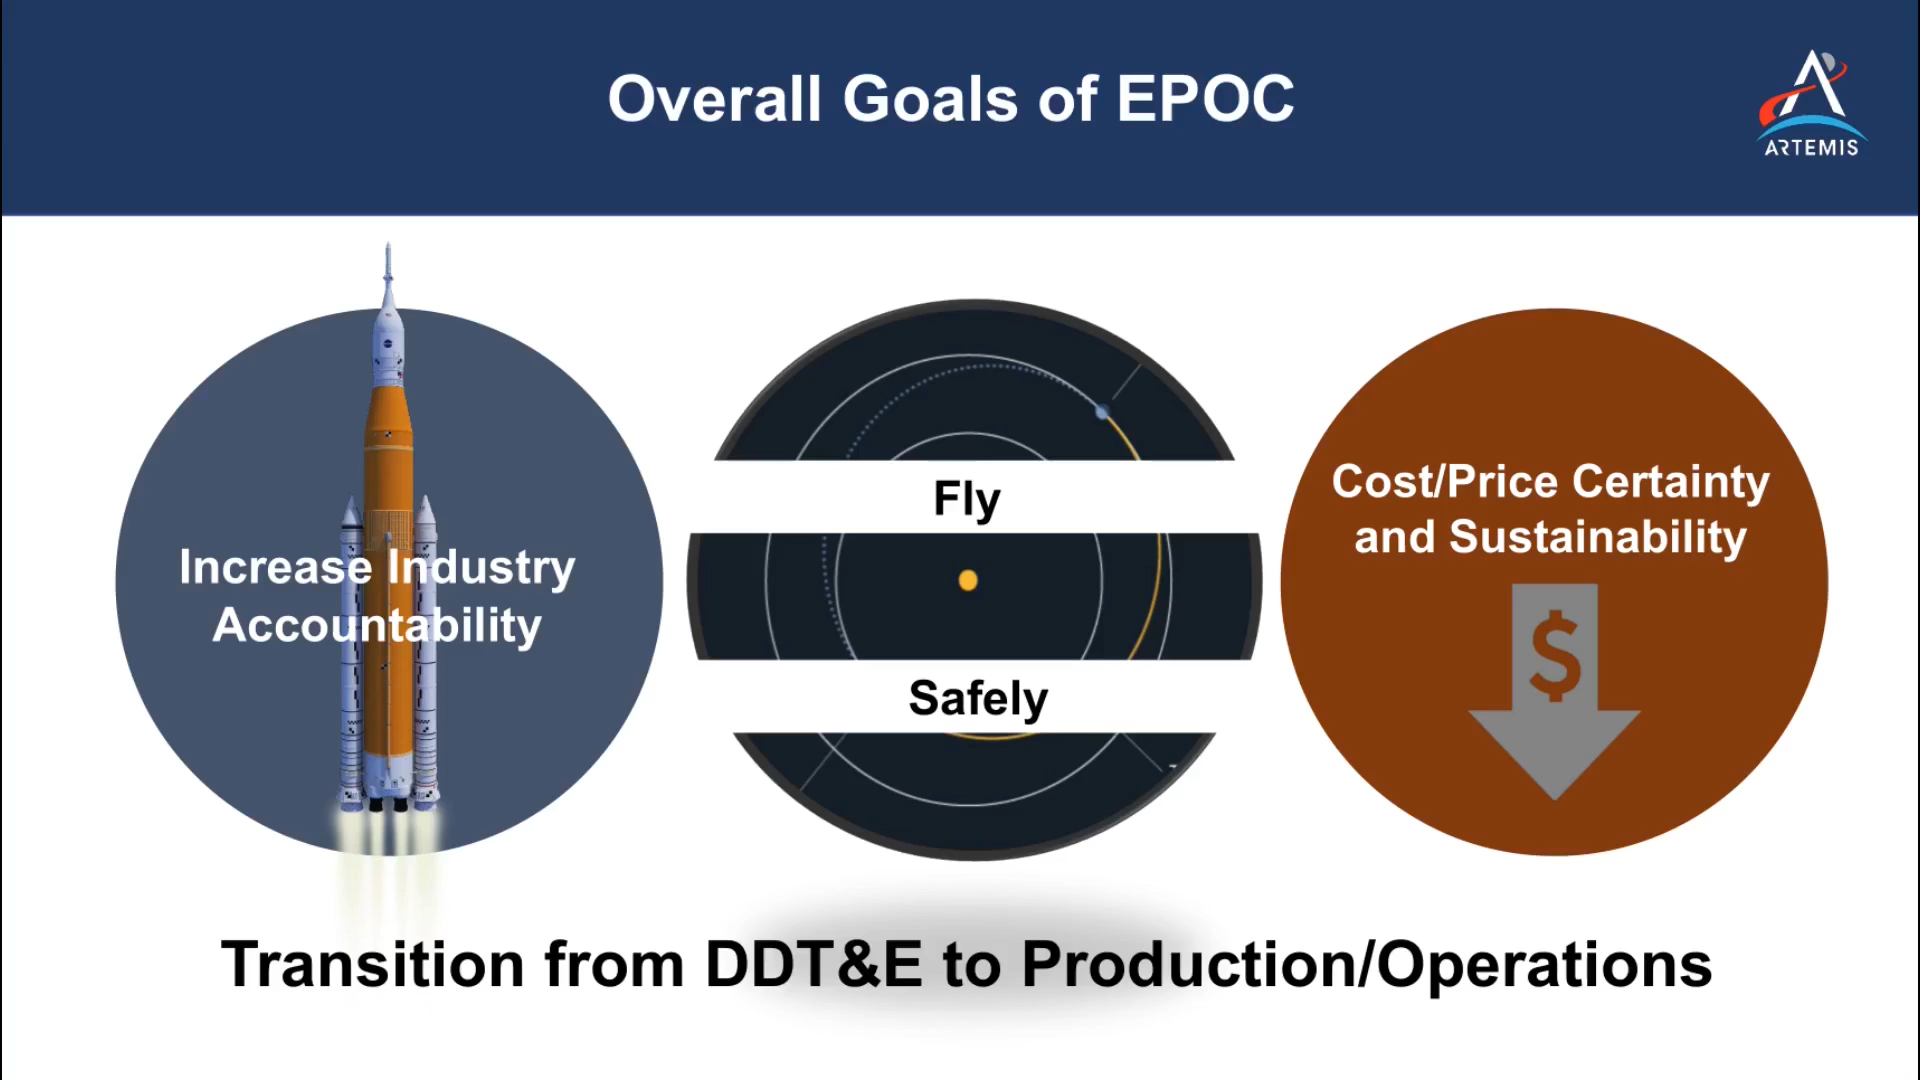 Overall Goals of EPOC
ARTEMIS
Increase Industry
Accountability
Fly
Safely
Cost/Price Certainty
and Sustainability
$
Transition from DDT&E to Production/Operations